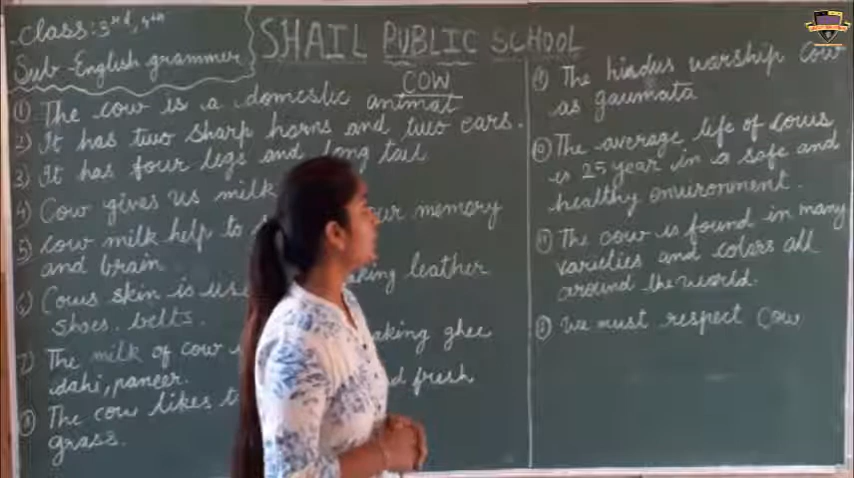 Class: 3rd, 4th
Sub-English grammer
SHAIL PUBLIC SCHOOL
COW
① The cow is a domestic animal
2) It has two sharp horns and two ears.
3) It has four legs and long tail
4) Cow gives us milk
5) Cow milk help to our memory
and brain
6) Cows skin is use making leather
shoes. belts.
7) The milk of cow making ghee
dahi, paneer.
⑧ The cow likes t d fresh
grass.
⑨ The hindus warship cow
as gaumata
⑩ The average life of cows
is 25 year in a safe and
healthy environment.
⑪ The cow is found in many
varielies and colors all
around the world.
⑫ We must respect Cow